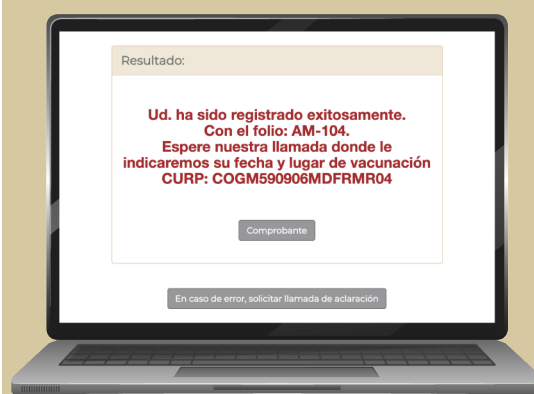 Resultado:
Ud. ha sido registrado exitosamente.
Con el folio: AM-104.
Espere nuestra llamada donde le
indicaremos su fecha y lugar de vacunación
CURP: COGM590906MDFRMR04
Comprobante
En caso de error, solicitar llamada de aclaración